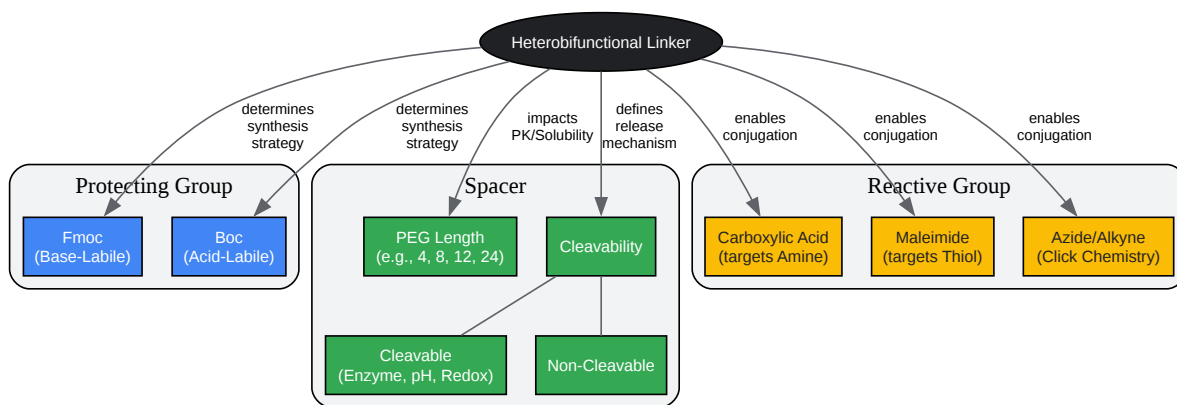 Heterobifunctional Linker
determines
synthesis
strategy
determines
synthesis
strategy
impacts
PK/Solubility
defines
release
mechanism
enables
conjugation
enables
conjugation
enables
conjugation
Protecting Group
Fmoc
(Base-Labile)
Boc
(Acid-Labile)
Spacer
PEG Length
(e.g., 4, 8, 12, 24)
Cleavability
Cleavable
(Enzyme, pH, Redox)
Non-Cleavable
Reactive Group
Carboxylic Acid
(targets Amine)
Maleimide
(targets Thiol)
Azide/Alkyne
(Click Chemistry)